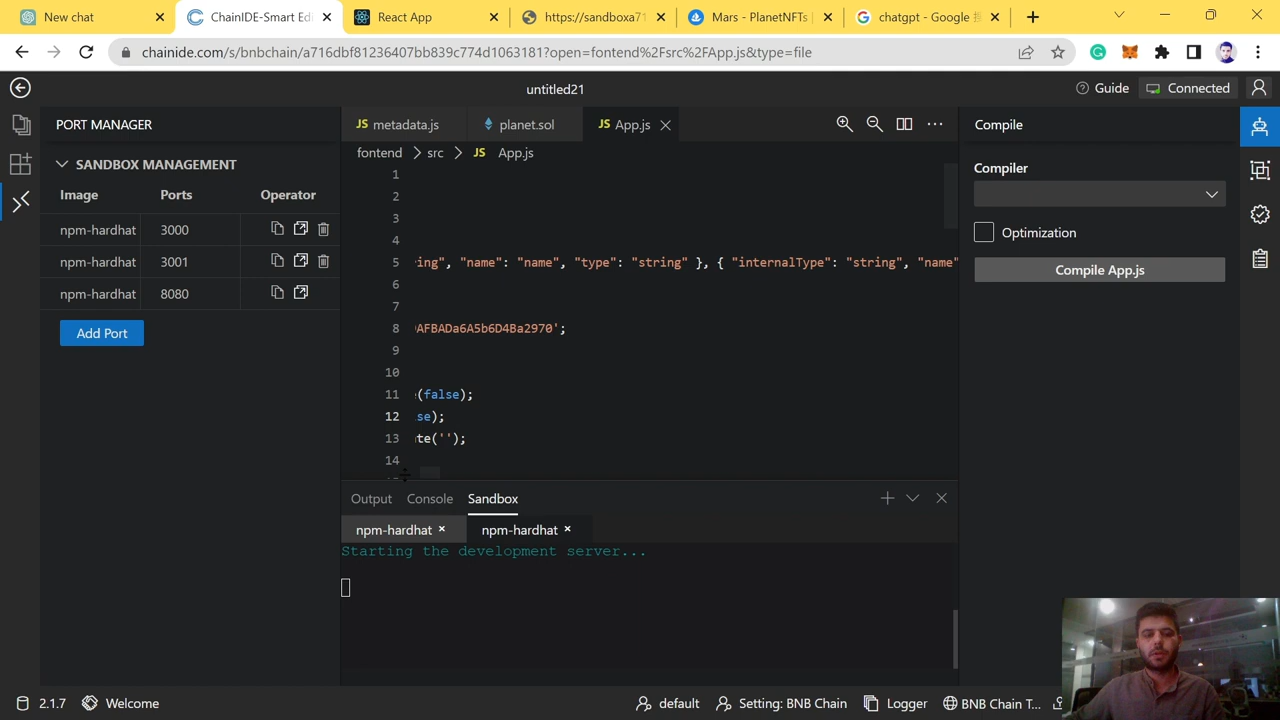 New chat
ChainIDE-Smart Edi
React App
https://sandboxa71
Mars - PlanetNFTs
chatgpt - Google
chainide.com/s/bnbchain/a716dbf81236407bb839c774d1063181?open=fontend%2Fsrc%2FApp.js&type=file
untitled21
Guide
Connected
PORT MANAGER
JS metadata.js
planet.sol
JS App.js
Compile
SANDBOX MANAGEMENT
fontend > src > JS App.js
Compiler
Image Ports Operator
npm-hardhat 3000
npm-hardhat 3001
npm-hardhat 8080
Add Port
Optimization
Compile App.js
1
2
3
4
5 ing", "name": "name", "type": "string" }, { "internalType": "string", "name"
6
7
8 AFBADa6A5b6D4Ba2970';
9
10
11 (false);
12 se);
13 te('');
14
Output Console Sandbox
npm-hardhat
npm-hardhat
Starting the development server...
2.1.7
Welcome
default
Setting: BNB Chain
Logger
BNB Chain T...